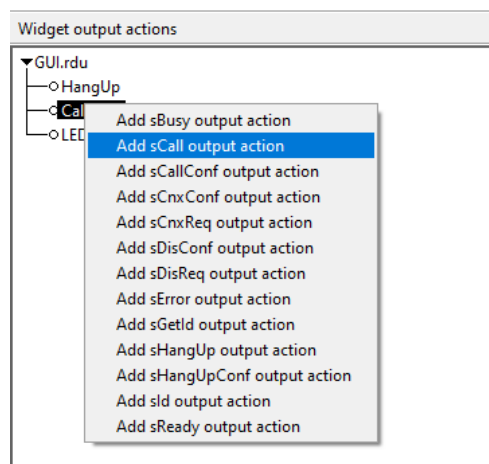 Widget output actions
GUI.rdu
HangUp
Cal
LED
Add sBusy output action
Add sCall output action
Add sCallConf output action
Add sCnxConf output action
Add sCnxReq output action
Add sDisConf output action
Add sDisReq output action
Add sError output action
Add sGetId output action
Add sHangUp output action
Add sHangUpConf output action
Add sId output action
Add sReady output action